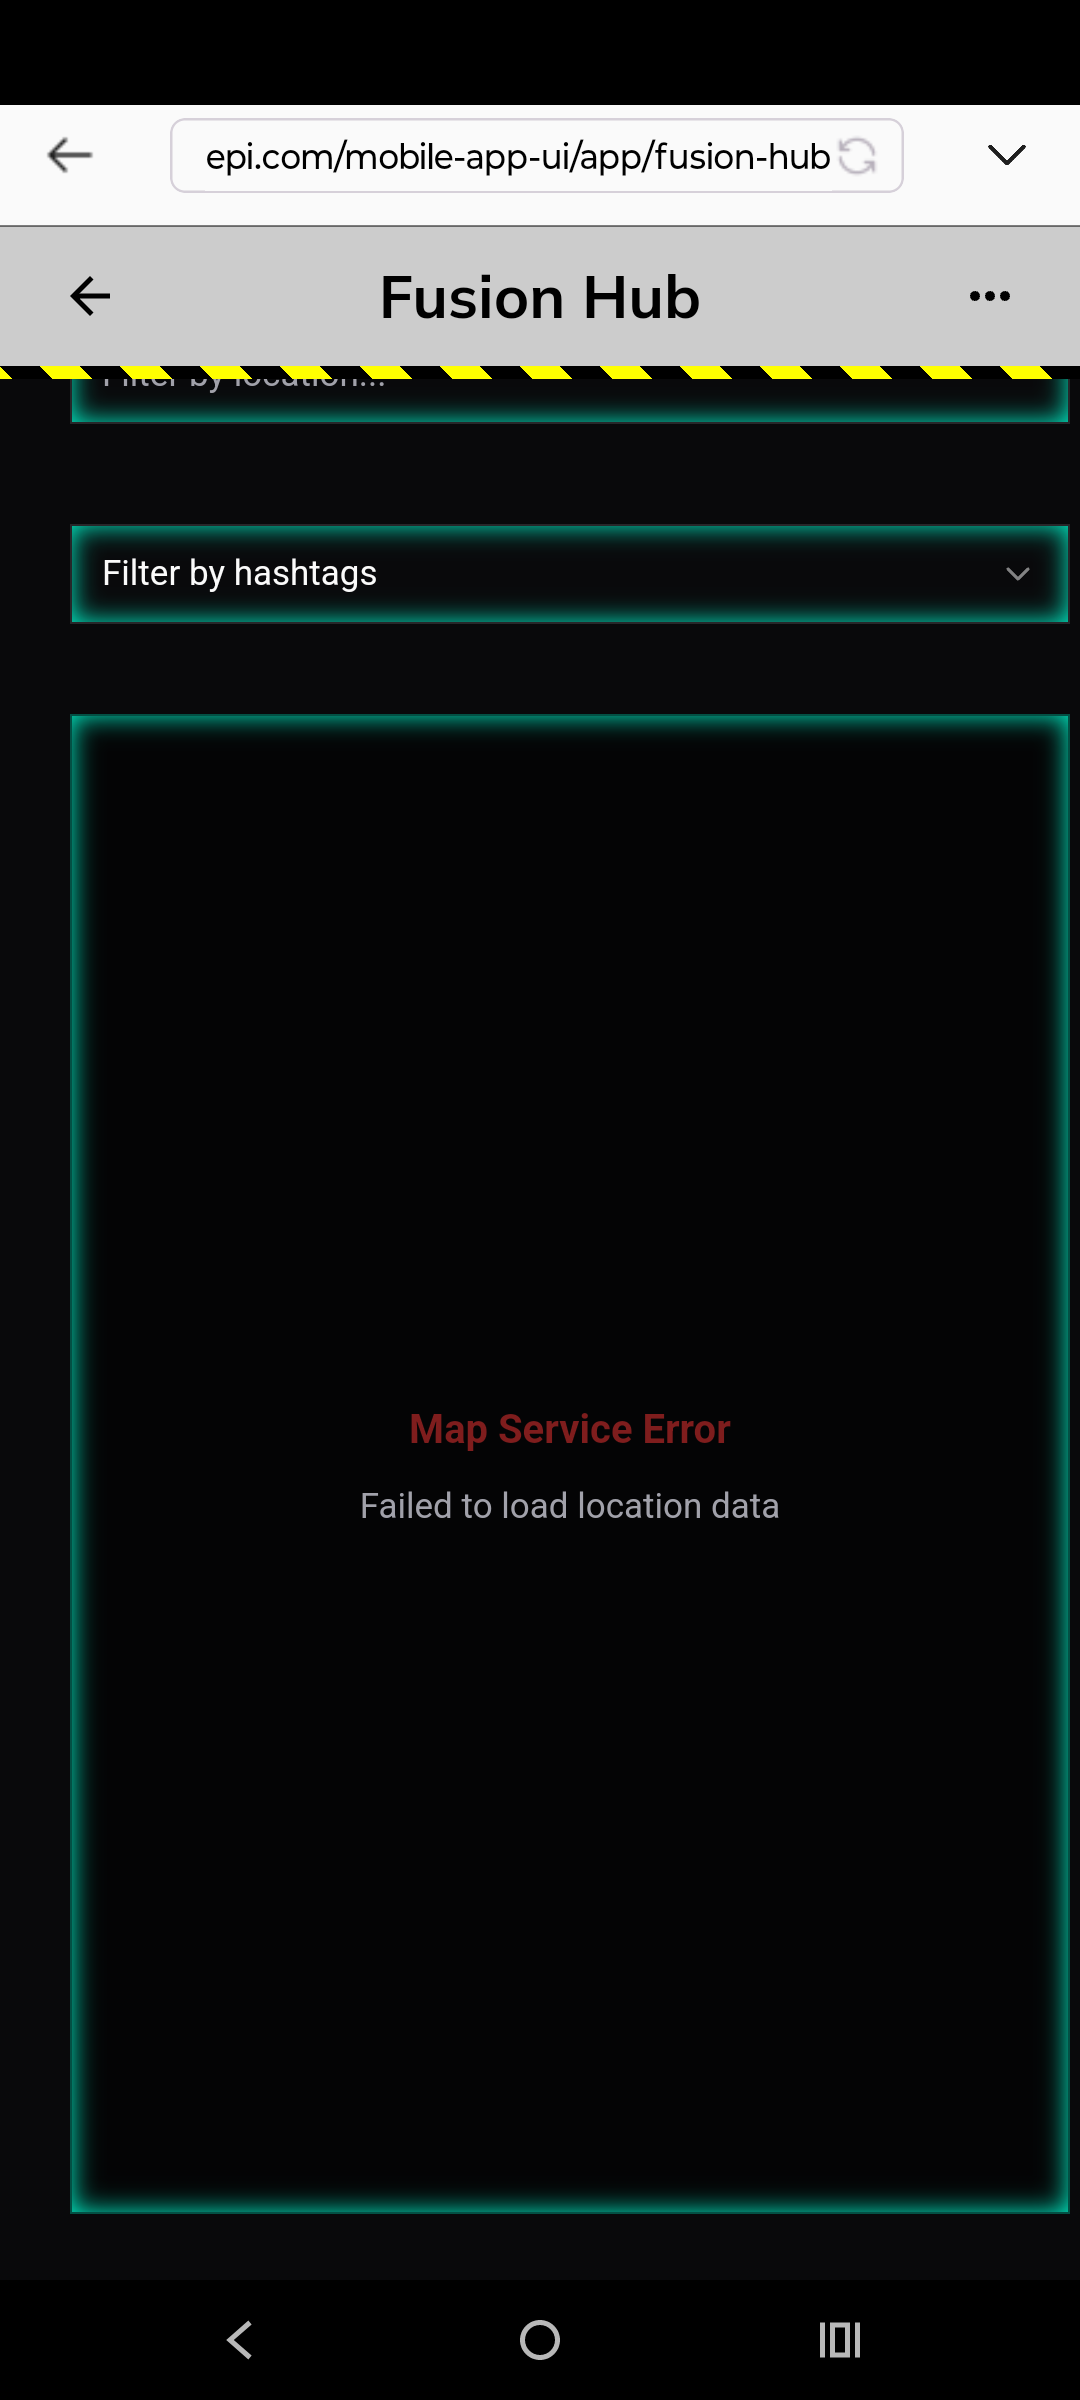 epi.com/mobile-app-ui/app/fusion-hub
Fusion Hub
Filter by location...
Filter by hashtags
Map Service Error
Failed to load location data